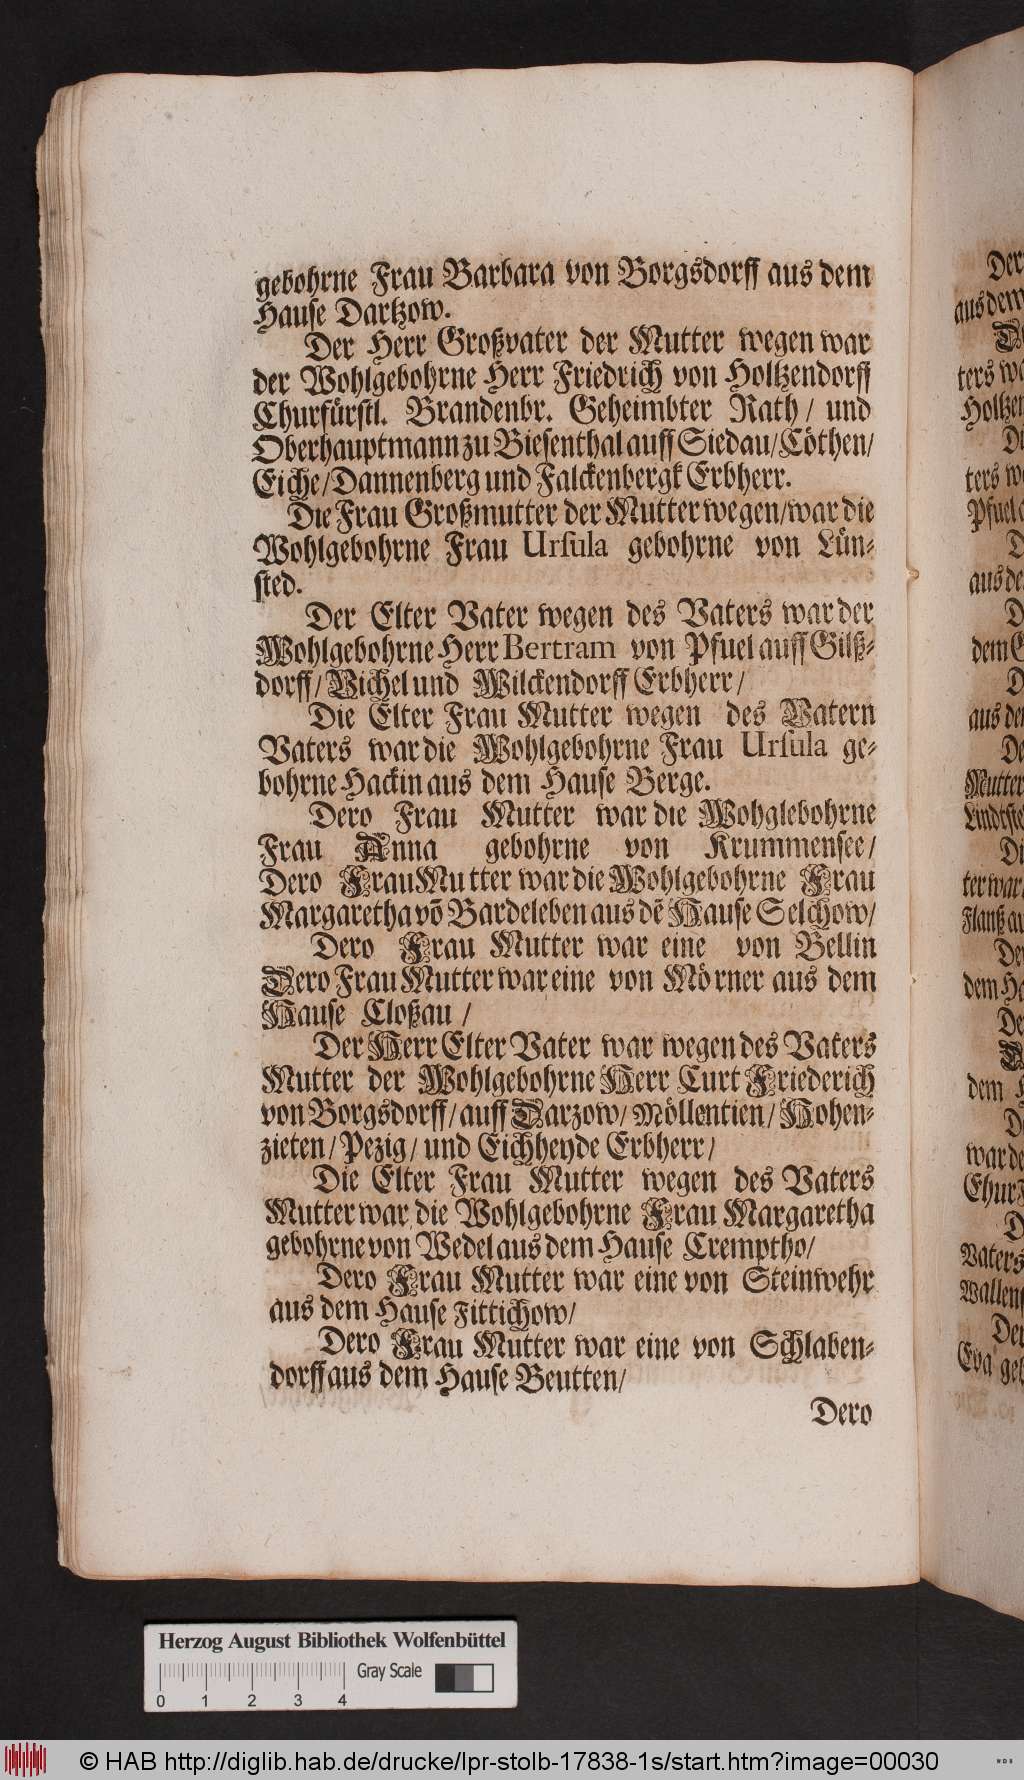 gebohrne Frau Barbara von Borgsdorff aus dem
Hause Dartzow.
Der Herr Großvater der Mutter wegen war
der Wohlgebohrne Herr Friedrich von Holtzendorff
Churfürstl. Brandenbr. Geheimbter Rath / und
Oberhauptmann zu Biesenthal auff Siedau / Cöthen /
Eiche / Dannenberg und Falckenbergk Erbherr.
Die Frau Großmutter der Mutter wegen / war die
Wohlgebohrne Frau Ursula gebohrne von Lün-
sted.
Der Elter Vater wegen des Vaters war der
Wohlgebohrne Herr Bertram von Pfuel auff Gilß-
dorff / Vichel und Wilckendorff Erbherr /
Die Elter Frau Mutter wegen des Vatern
Vaters war die Wohlgebohrne Frau Ursula ge-
bohrne Hackin aus dem Hause Berge.
Dero Frau Mutter war die Wohglebohrne
Frau Anna gebohrne von Krummensee /
Dero Frau Mutter war die Wohlgebohrne Frau
Margaretha võ Bardeleben aus dẽ Hause Selchow /
Dero Frau Mutter war eine von Bellin
Dero Frau Mutter war eine von Mörner aus dem
Hause Cloßau /
Der Herr Elter Vater war wegen des Vaters
Mutter der Wohlgebohrne Herr Curt Friederich
von Borgsdorff / auff Darzow / Möllentien / Hohen-
zieten / Pezig / und Eichheyde Erbherr /
Die Elter Frau Mutter wegen des Vaters
Mutter war die Wohlgebohrne Frau Margaretha
gebohrne von Wedel aus dem Hause Cremptho /
Dero Frau Mutter war eine von Steinwehr
aus dem Hause Fittichow /
Dero Frau Mutter war eine von Schlaben-
dorff aus dem Hause Beutten /
Dero
Herzog August Bibliothek Wolfenbüttel
Gray Scale
0 1 2 3 4
© HAB http://diglib.hab.de/drucke/lpr-stolb-17838-1s/start.htm?image=00030